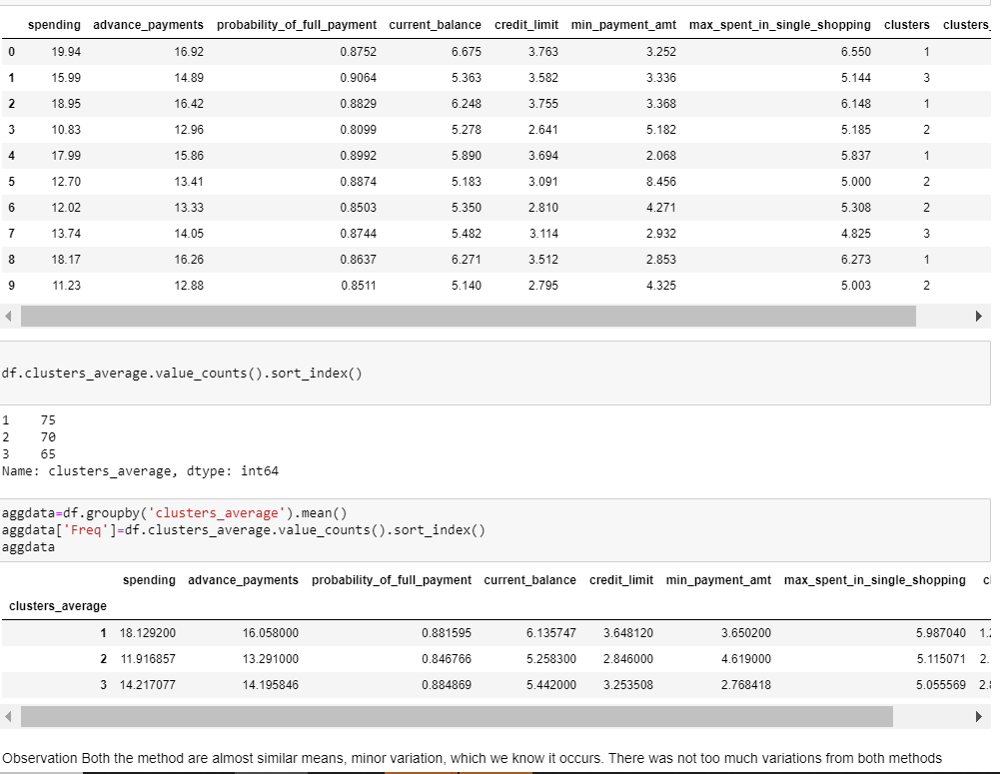 spending advance_payments probability_of_full_payment current_balance credit_limit min_payment_amt max_spent_in_single_shopping clusters clusters_
0 19.94 16.92 0.8752 6.675 3.763 3.252 6.550 1
1 15.99 14.89 0.9064 5.363 3.582 3.336 5.144 3
2 18.95 16.42 0.8829 6.248 3.755 3.368 6.148 1
3 10.83 12.96 0.8099 5.278 2.641 5.182 5.185 2
4 17.99 15.86 0.8992 5.890 3.694 2.068 5.837 1
5 12.70 13.41 0.8874 5.183 3.091 8.456 5.000 2
6 12.02 13.33 0.8503 5.350 2.810 4.271 5.308 2
7 13.74 14.05 0.8744 5.482 3.114 2.932 4.825 3
8 18.17 16.26 0.8637 6.271 3.512 2.853 6.273 1
9 11.23 12.88 0.8511 5.140 2.795 4.325 5.003 2
df.clusters_average.value_counts().sort_index()
1 75
2 70
3 65
Name: clusters_average, dtype: int64
aggdata=df.groupby('clusters_average').mean()
aggdata['Freq']=df.clusters_average.value_counts().sort_index()
aggdata
spending advance_payments probability_of_full_payment current_balance credit_limit min_payment_amt max_spent_in_single_shopping
clusters_average
1 18.129200 16.058000 0.881595 6.135747 3.648120 3.650200 5.987040
2 11.916857 13.291000 0.846766 5.258300 2.846000 4.619000 5.115071
3 14.217077 14.195846 0.884869 5.442000 3.253508 2.768418 5.055569
Observation Both the method are almost similar means, minor variation, which we know it occurs. There was not too much variations from both methods